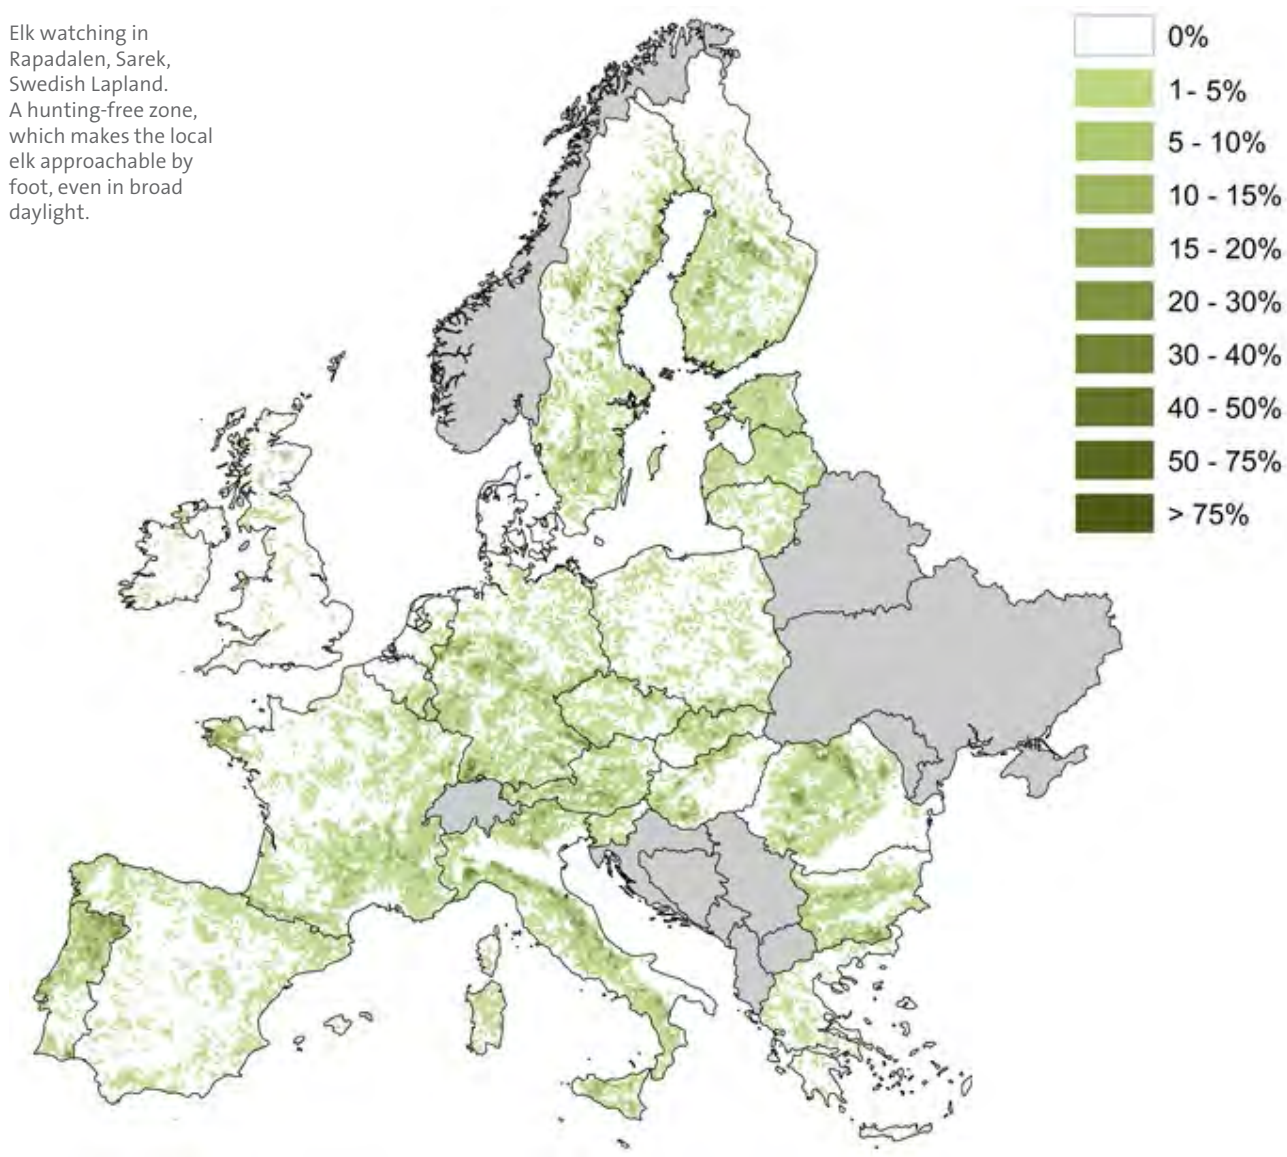 Elk watching in
Rapadalen, Sarek,
Swedish Lapland.
A hunting-free zone,
which makes the local
elk approachable by
foot, even in broad
daylight.
0%
1- 5%
5 - 10%
10 - 15%
15 - 20%
20 - 30%
30 - 40%
40 - 50%
50 - 75%
> 75%